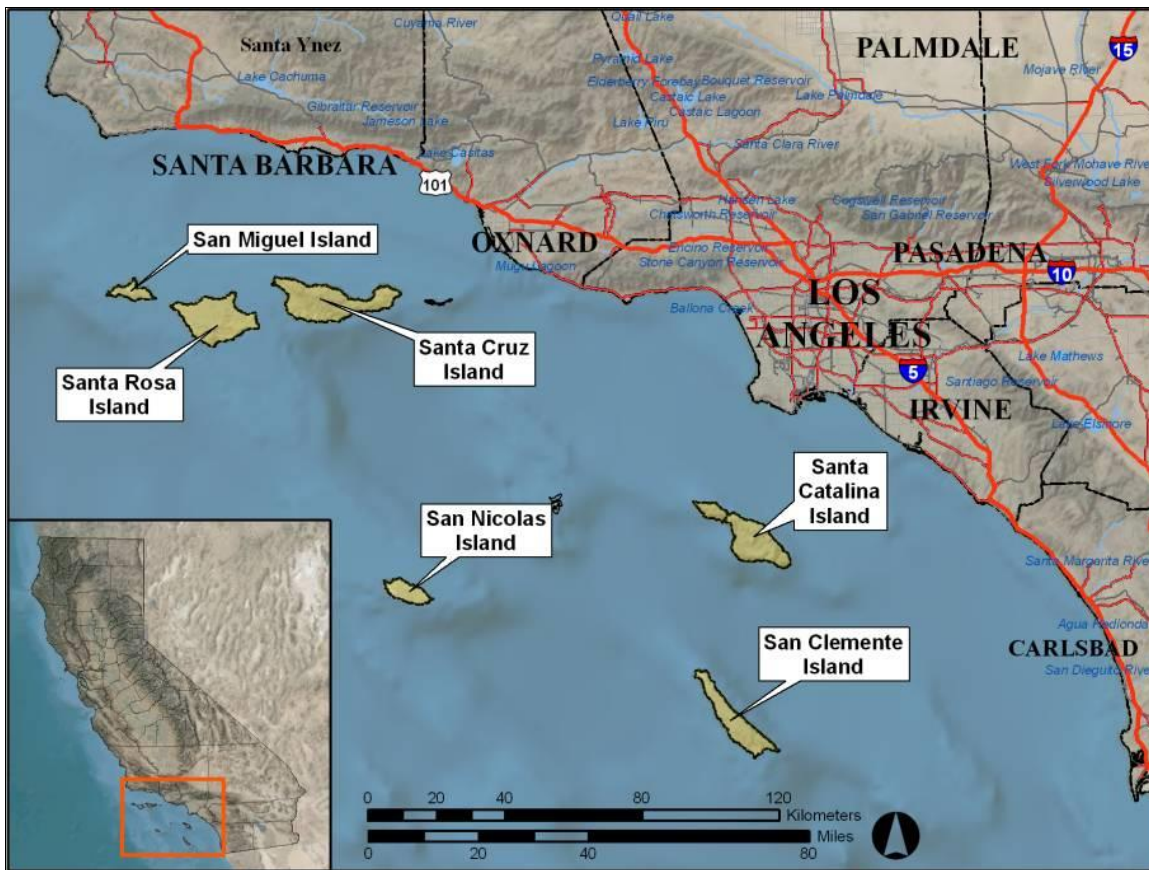 Cuyama River
Quail Lake
Santa Ynez
PALMDALE
15
Pyramid Lake
Mojave River
Lake Cachuma
Elderberry Forebay
Bouquet Reservoir
Castaic Lake
Lake Palmdale
Gibraltar Reservoir
Castaic Lagoon
Jameson Lake
Lake Piru
Santa Clara River
SANTA BARBARA
Lake Casitas
West Fork Mohave River
101
Silverwood Lake
Hansen Lake
Cogswell Reservoir
Chatsworth Reservoir
San Gabriel Reservoir
San Miguel Island
OXNARD
Encino Reservoir
PASADENA
Mugu Lagoon
Stone Canyon Reservoir
10
LOS
ANGELES
Ballona Creek
Santa Cruz
Island
Lake Mathews
Santa Rosa
Island
5
Santiago Reservoir
IRVINE
Lake Elsinore
Santa
Catalina
Island
San Nicolas
Island
Santa Margarita River
Agua Hedionda
San Clemente
Island
CARLSBAD
San Dieguito River
0 20 40 80 120
Kilometers
Miles
0 20 40 80